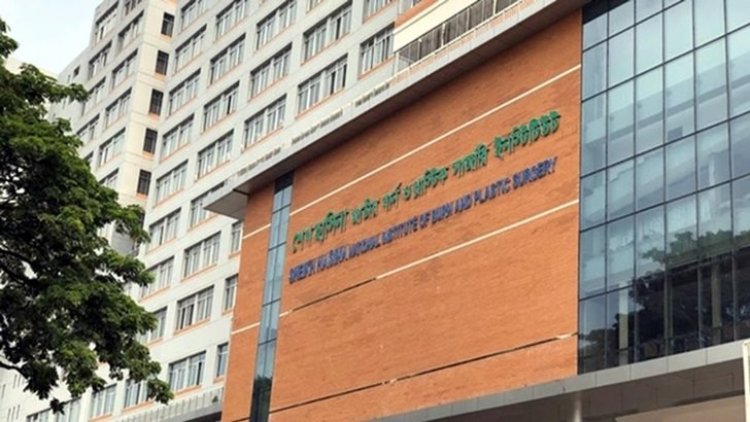 শেখ হাসিনা জাতীয় বার্ন ও প্লাস্টিক সার্জারি ইনস্টিটিউট
SHEIKH HASINA NATIONAL INSTITUTE OF BURN AND PLASTIC SURGERY